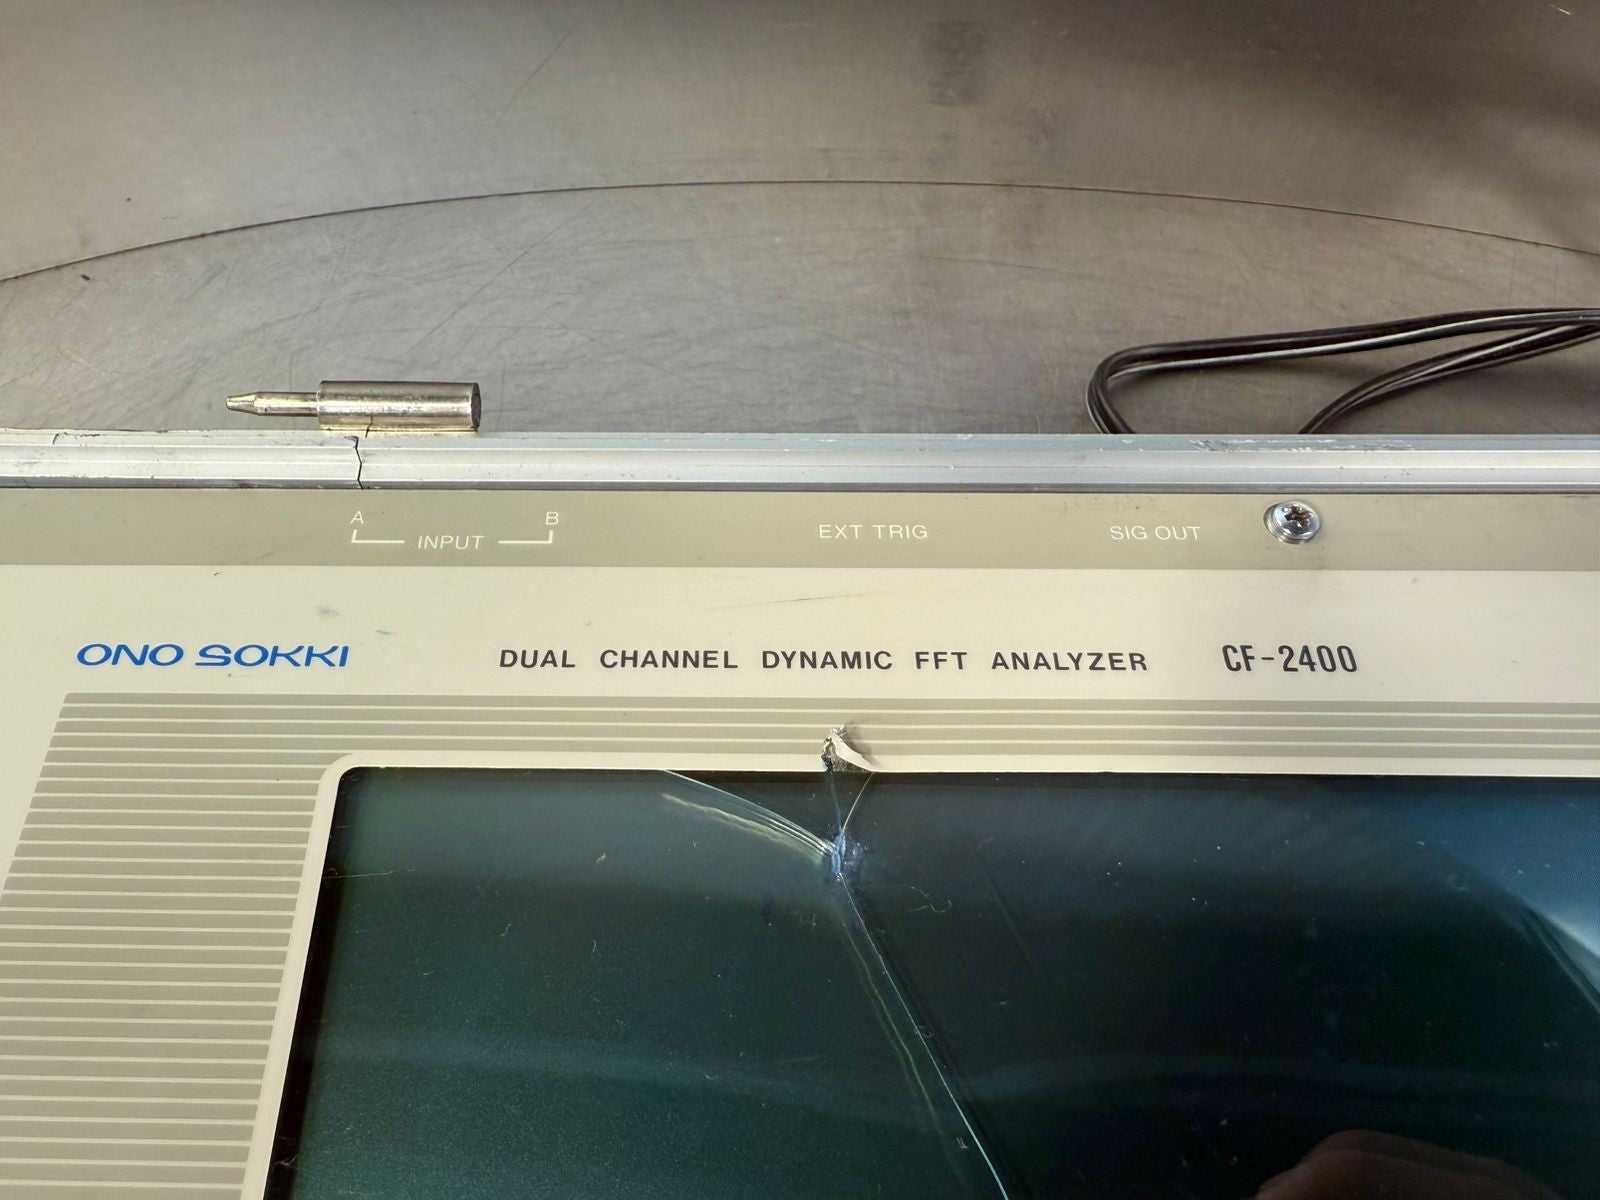 A B
INPUT
EXT TRIG
SIG OUT
ONO SOKKI
DUAL CHANNEL DYNAMIC FFT ANALYZER CF-2400